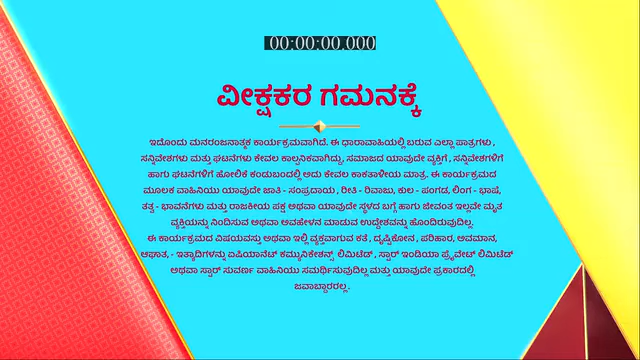 00:00:00.000
ವೀಕ್ಷಕರ ಗಮನಕ್ಕೆ
ಇದೊಂದು ಮನರಂಜನಾತ್ಮಕ ಕಾರ್ಯಕ್ರಮವಾಗಿದೆ. ಈ ಧಾರಾವಾಹಿಯಲ್ಲಿ ಬರುವ ಎಲ್ಲಾ ಪಾತ್ರಗಳು ,
ಸನ್ನಿವೇಶಗಳು ಮತ್ತು ಘಟನೆಗಳು ಕೇವಲ ಕಾಲ್ಪನಿಕವಾಗಿದ್ದು, ಸಮಾಜದ ಯಾವುದೇ ವ್ಯಕ್ತಿಗೆ , ಸನ್ನಿವೇಶಗಳಿಗೆ
ಹಾಗು ಘಟನೆಗಳಿಗೆ ಹೋಲಿಕೆ ಕಂಡುಬಂದಲ್ಲಿ ಅದು ಕೇವಲ ಕಾಕತಾಳೀಯ ಮಾತ್ರ. ಈ ಕಾರ್ಯಕ್ರಮದ
ಮೂಲಕ ವಾಹಿನಿಯು ಯಾವುದೇ ಜಾತಿ - ಸಂಪ್ರದಾಯ , ರೀತಿ - ರಿವಾಜು, ಕುಲ - ಪಂಗಡ, ಲಿಂಗ - ಭಾಷೆ,
ತತ್ವ - ಭಾವನೆಗಳು ಮತ್ತು ರಾಜಕೀಯ ಪಕ್ಷ ಅಥವಾ ಯಾವುದೇ ಸ್ಥಳದ ಬಗ್ಗೆ ಹಾಗು ಜೀವಂತ ಇಲ್ಲವೇ ಮೃತ
ವ್ಯಕ್ತಿಯನ್ನು ನಿಂದಿಸುವ ಅಥವಾ ಅವಹೇಳನ ಮಾಡುವ ಉದ್ದೇಶವನ್ನು ಹೊಂದಿರುವುದಿಲ್ಲ.
ಈ ಕಾರ್ಯಕ್ರಮದ ವಿಷಯವಸ್ತು ಅಥವಾ ಇಲ್ಲಿ ವ್ಯಕ್ತವಾಗುವ ಕತೆ , ದೃಷ್ಟಿಕೋನ , ಪರಿಹಾರ, ಅವಮಾನ,
ಆಘಾತ, - ಇತ್ಯಾದಿಗಳನ್ನು ಏಷಿಯಾನೆಟ್ ಕಮ್ಯುನಿಕೇಶನ್ಸ್ ಲಿಮಿಟೆಡ್ , ಸ್ಟಾರ್ ಇಂಡಿಯಾ ಪ್ರೈವೇಟ್ ಲಿಮಿಟೆಡ್
ಅಥವಾ ಸ್ಟಾರ್ ಸುವರ್ಣ ವಾಹಿನಿಯು ಸಮರ್ಥಿಸುವುದಿಲ್ಲ ಮತ್ತು ಯಾವುದೇ ಪ್ರಕಾರದಲ್ಲಿ
ಜವಾಬ್ದಾರರಲ್ಲ.